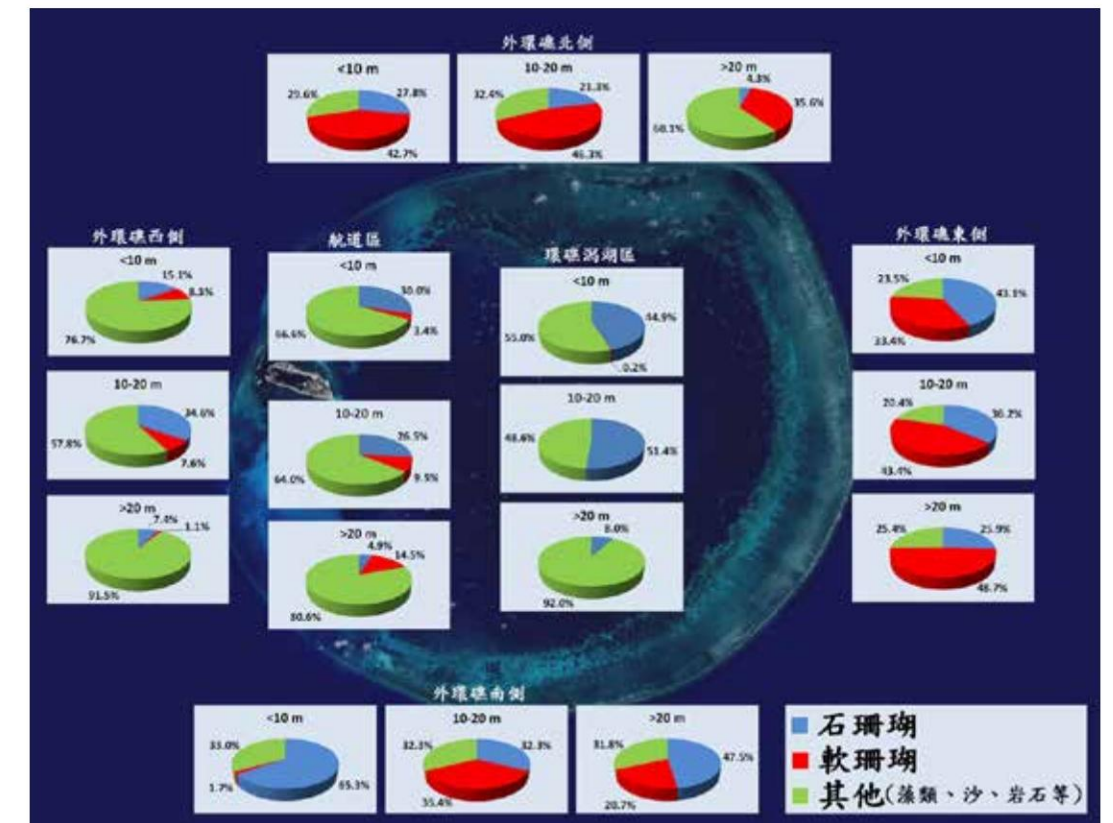 外環礁北側
<10 m
29.6%
27.8%
42.7%
10-20 m
32.4%
21.3%
46.3%
>20 m
4.3%
35.6%
60.1%
外環礁西側
<10 m
15.1%
8.3%
76.7%
10-20 m
34.6%
57.8%
7.6%
>20 m
7.4%
1.1%
91.5%
航道區
<10 m
30.0%
66.6%
3.4%
10-20 m
26.5%
64.0%
9.5%
>20 m
4.9%
14.5%
80.6%
環礁潟湖區
<10 m
44.9%
55.0%
0.2%
10-20 m
48.6%
51.4%
>20 m
8.0%
92.0%
外環礁東側
<10 m
23.5%
43.1%
33.4%
10-20 m
20.4%
36.2%
43.4%
>20 m
25.4%
25.9%
48.7%
外環礁南側
<10 m
33.0%
1.7%
65.3%
10-20 m
32.3%
32.3%
35.4%
>20 m
31.8%
47.5%
20.7%
石珊瑚
軟珊瑚
其他(藻類、沙、岩石等)